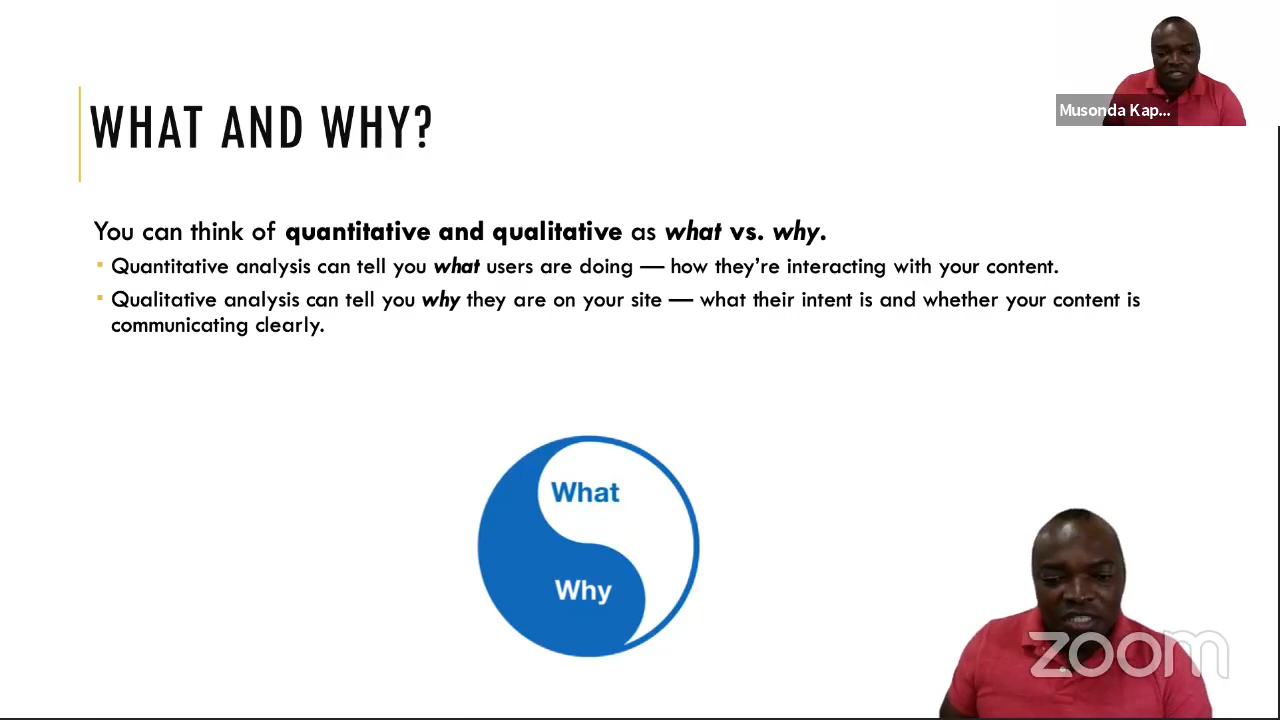 Musonda Kap...
WHAT AND WHY?
You can think of quantitative and qualitative as what vs. why.
▪ Quantitative analysis can tell you what users are doing — how they’re interacting with your content.
▪ Qualitative analysis can tell you why they are on your site — what their intent is and whether your content is
communicating clearly.
What
Why
zoom